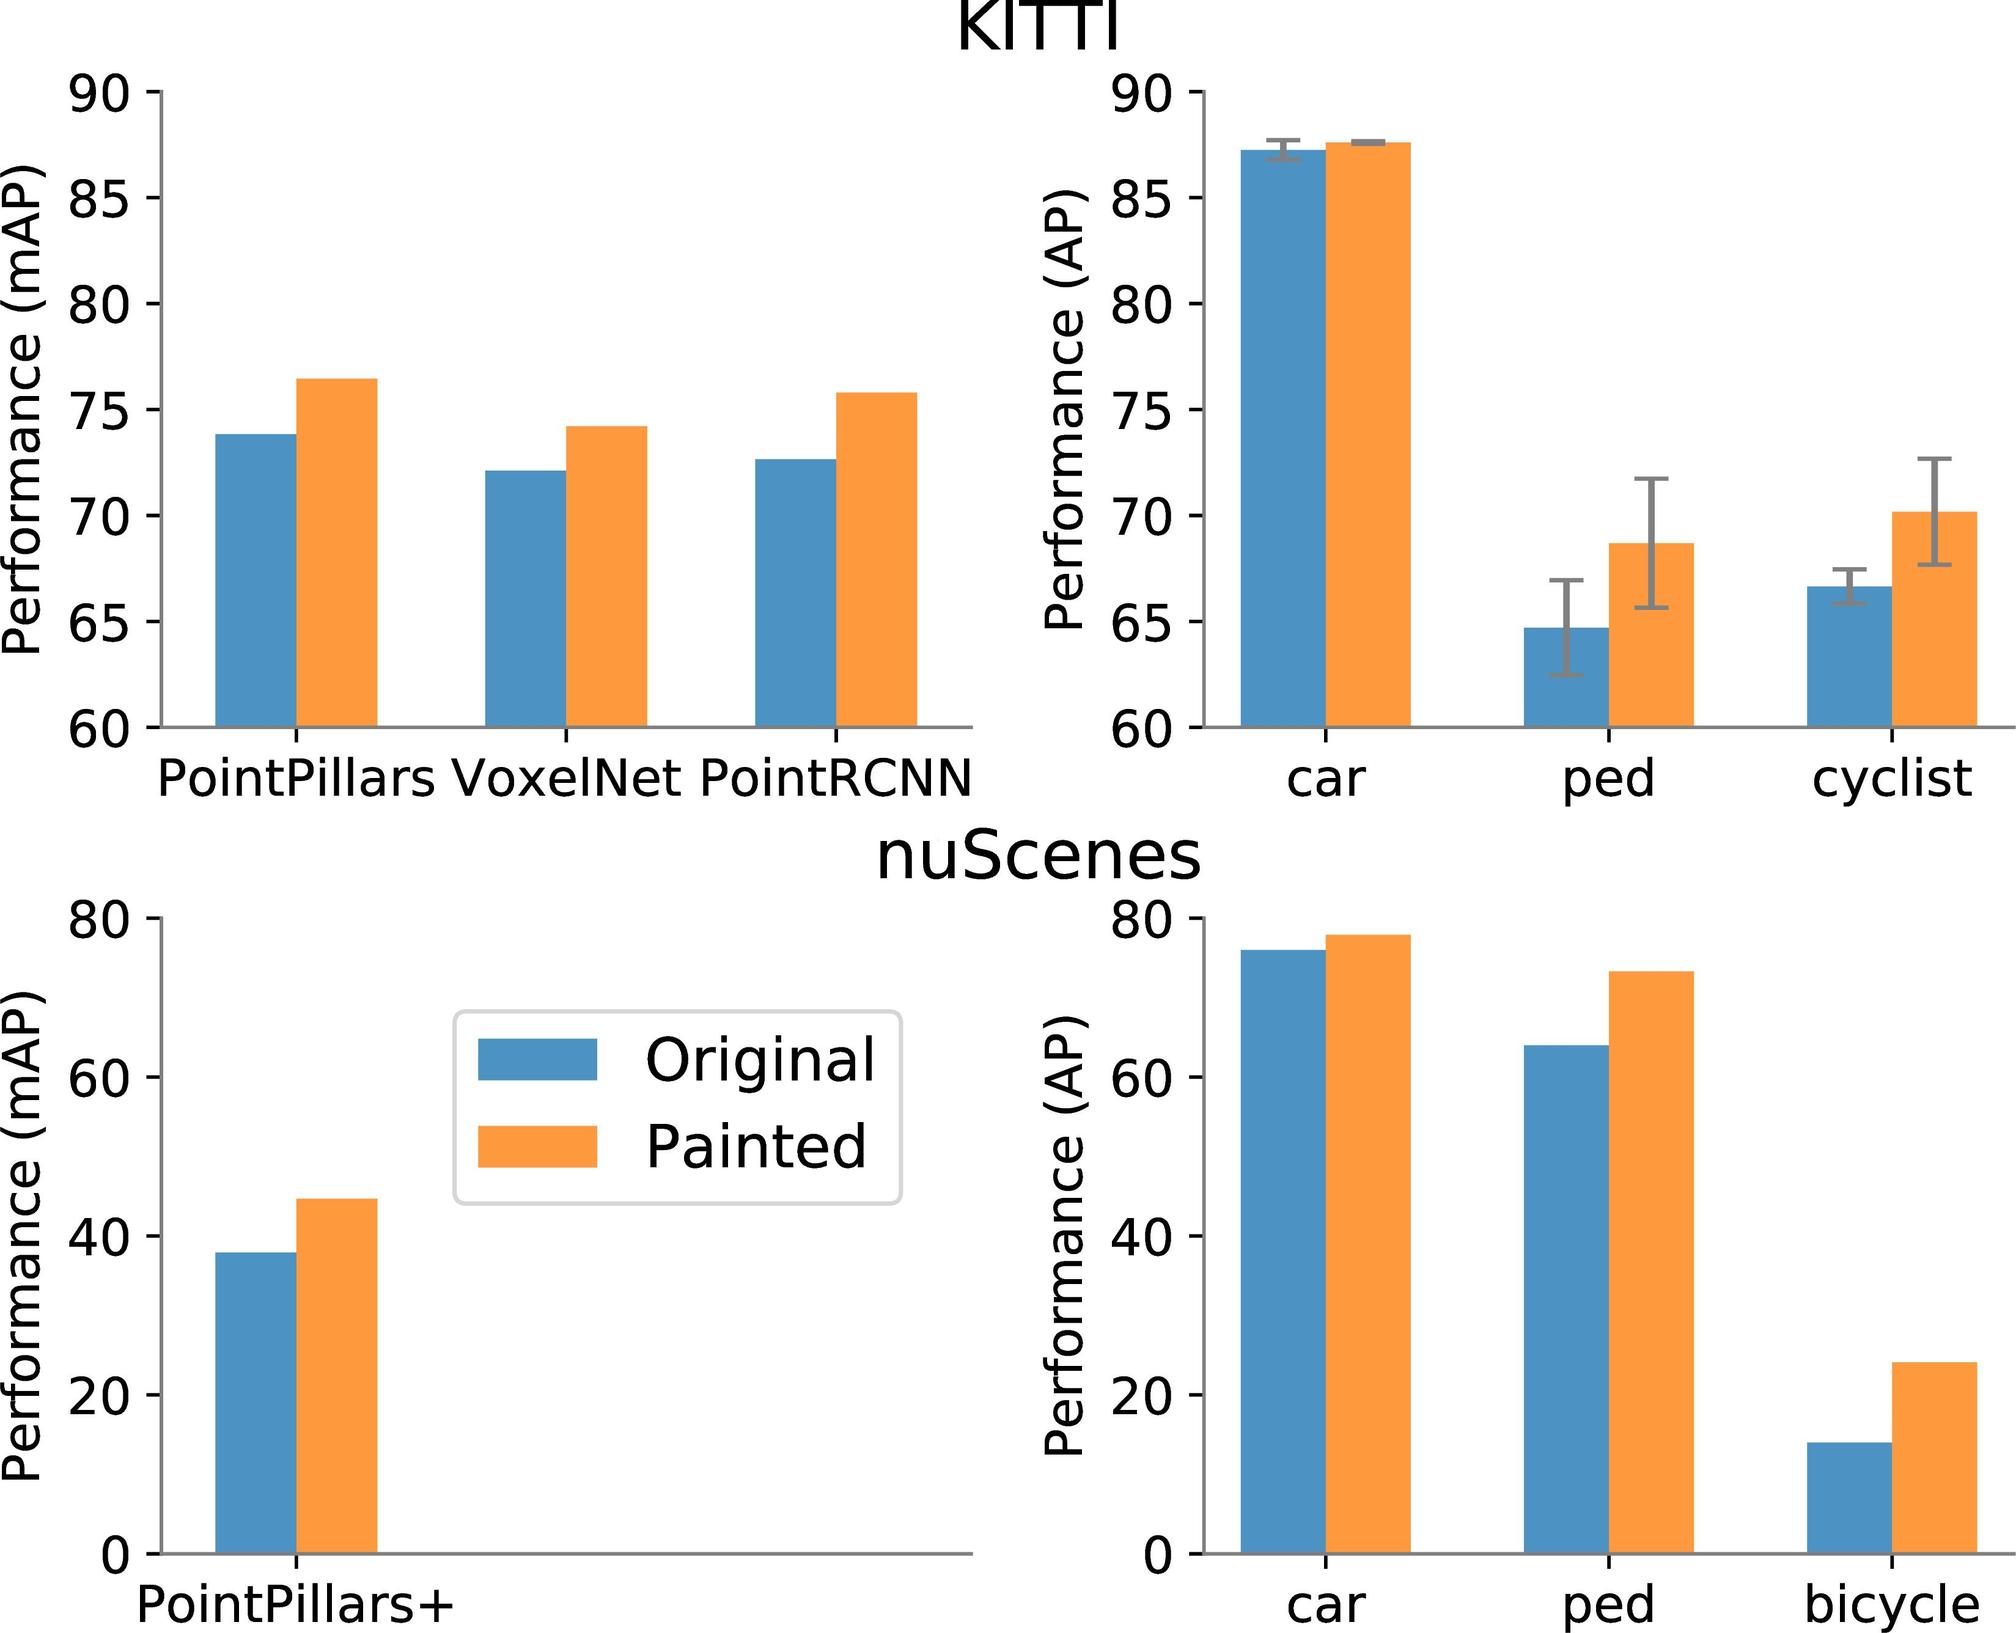 KITTI
Performance (mAP)
90
85
80
75
70
65
60
PointPillars VoxelNet PointRCNN
Performance (AP)
90
85
80
75
70
65
60
car ped cyclist
nuScenes
Performance (mAP)
80
60
40
20
0
PointPillars+
Original
Painted
Performance (AP)
80
60
40
20
0
car ped bicycle